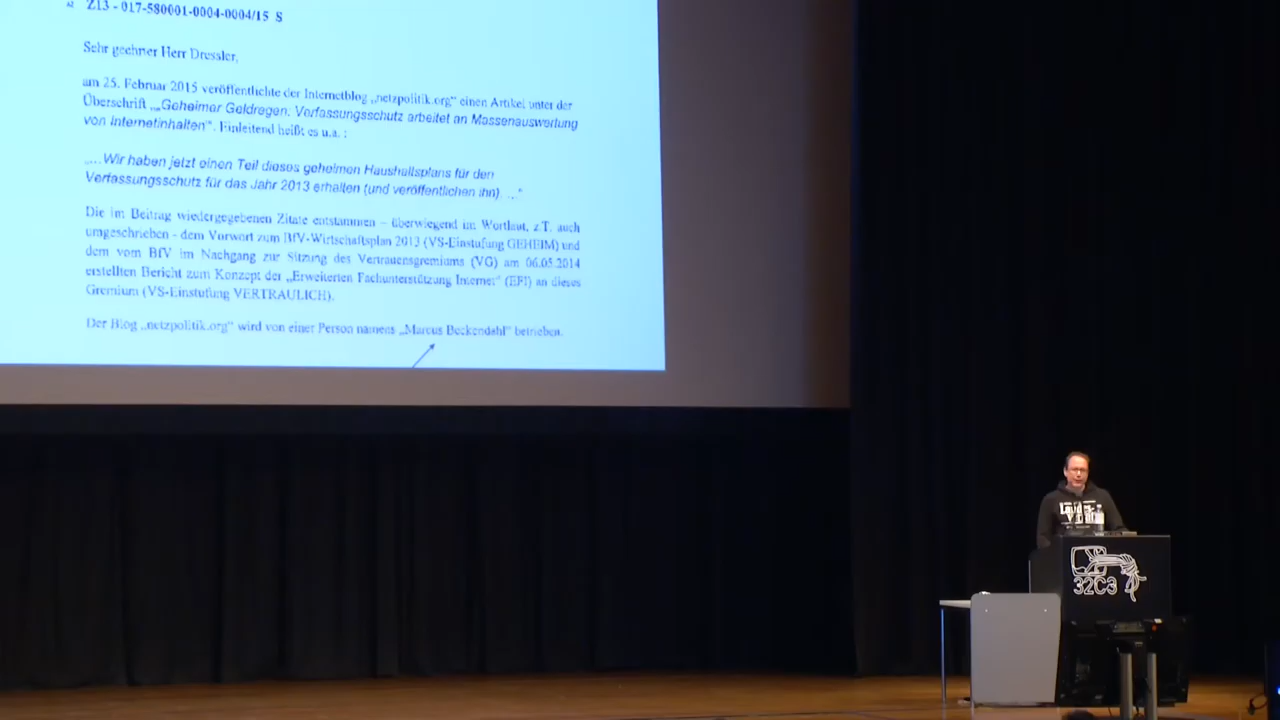 Z13 - 017-580001-0004-0004/15 S
Sehr geehrter Herr Dressler,
am 25. Februar 2015 veröffentlichte der Internetblog „netzpolitik.org“ einen Artikel unter der
Überschrift „„Geheimer Geldregen: Verfassungsschutz arbeitet an Massenauswertung
von Internetinhalten“. Einleitend heißt es u.a. :
„…Wir haben jetzt einen Teil dieses geheimen Haushaltsplans für den
Verfassungsschutz für das Jahr 2013 erhalten (und veröffentlichen ihn). …“
Die im Beitrag wiedergegebenen Zitate entstammen – überwiegend im Wortlaut, z.T. auch
umgeschrieben - dem Vorwort zum BfV-Wirtschaftsplan 2013 (VS-Einstufung GEHEIM) und
dem vom BfV im Nachgang zur Sitzung des Vertrauensgremiums (VG) am 06.05.2014
erstellten Bericht zum Konzept der „Erweiterten Fachunterstützung Internet“ (EFI) an dieses
Gremium (VS-Einstufung VERTRAULICH).
Der Blog „netzpolitik.org“ wird von einer Person namens „Marcus Beckendahl“ betrieben.
32C3